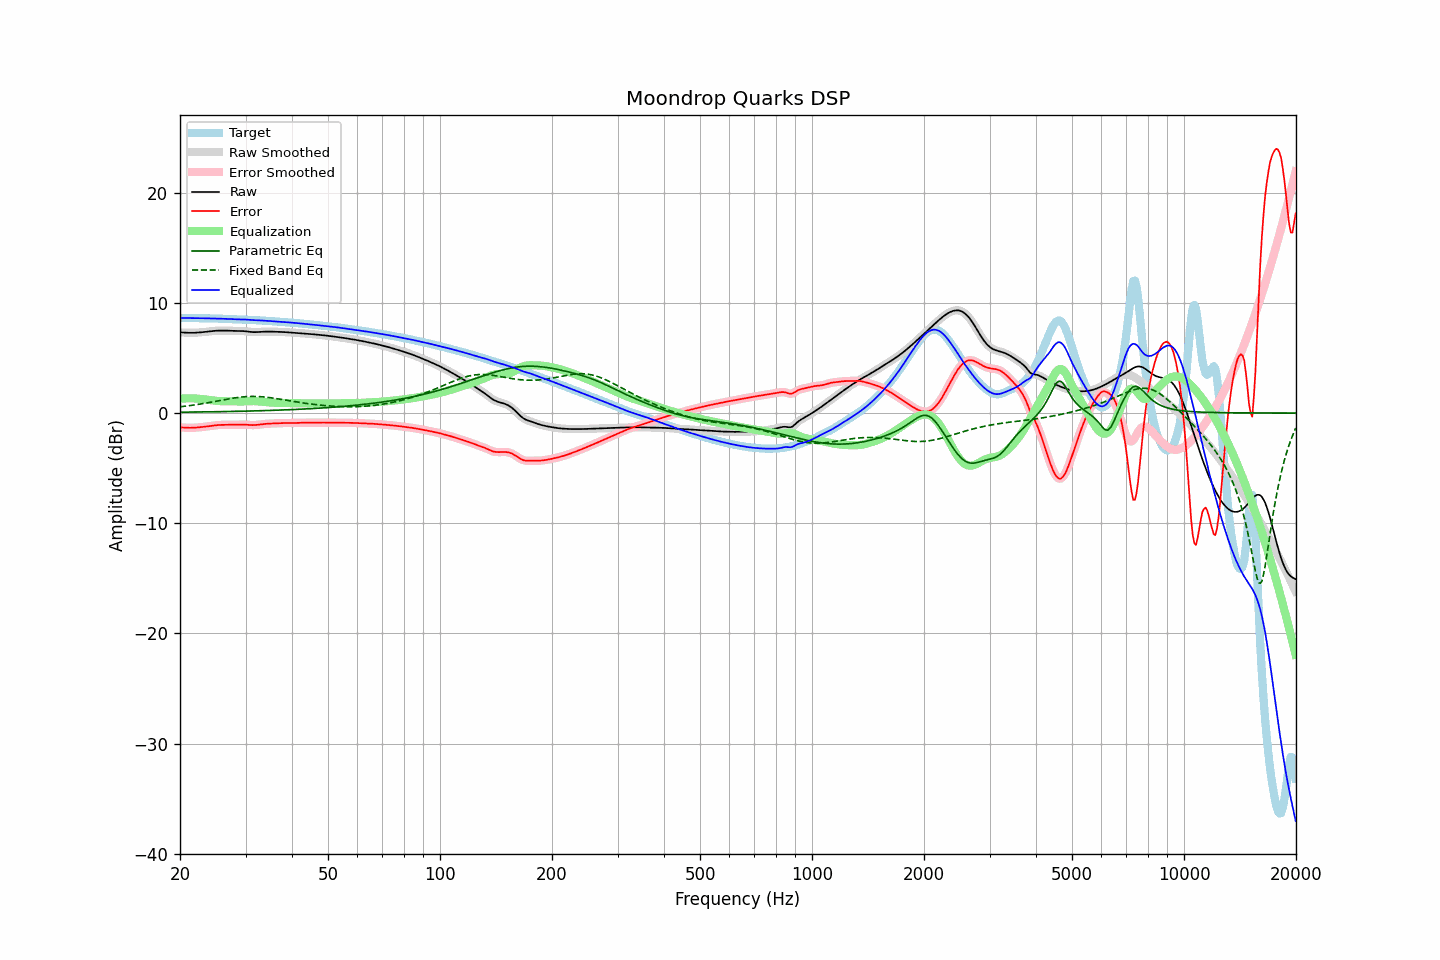 Moondrop Quarks DSP
Target
Raw Smoothed
Error Smoothed
Raw
Error
Equalization
Parametric Eq
Fixed Band Eq
Equalized
Amplitude (dBr)
20
10
0
−10
−20
−30
−40
20 50 100 200 500 1000 2000 5000 10000 20000
Frequency (Hz)